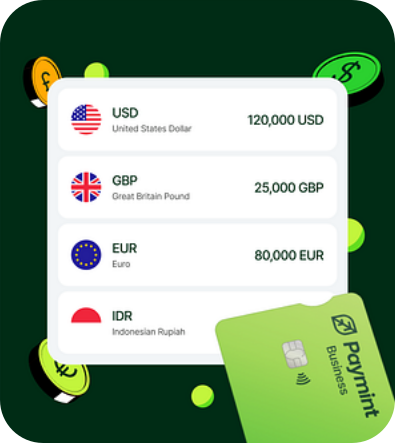 USD
United States Dollar
120,000 USD
GBP
Great Britain Pound
25,000 GBP
EUR
Euro
80,000 EUR
IDR
Indonesian Rupiah
Paymint
Business
£
$
€